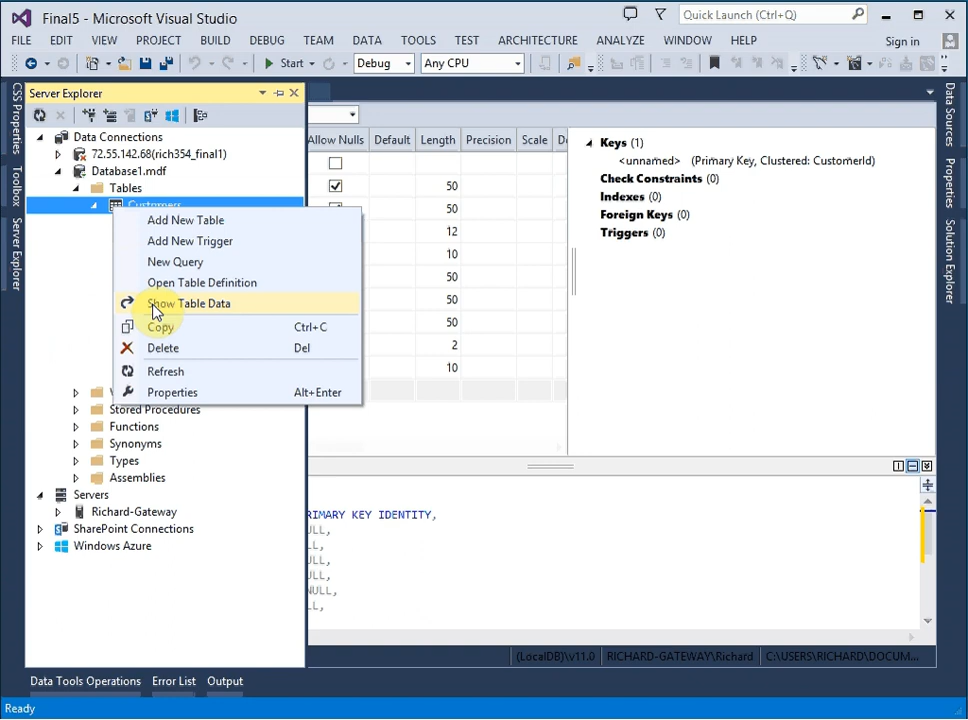 Final5 - Microsoft Visual Studio
Quick Launch (Ctrl+Q)
FILE EDIT VIEW PROJECT BUILD DEBUG TEAM DATA TOOLS TEST ARCHITECTURE ANALYZE WINDOW HELP
Sign in
Start Debug Any CPU
CSS Properties
Toolbox
Server Explorer
Server Explorer
Data Connections
72.55.142.68(rich354_final1)
Database1.mdf
Tables
Customers
Add New Table
Add New Trigger
New Query
Open Table Definition
Show Table Data
Copy Ctrl+C
Delete Del
Refresh
Properties Alt+Enter
Stored Procedures
Functions
Synonyms
Types
Assemblies
Servers
Richard-Gateway
SharePoint Connections
Windows Azure
Allow Nulls Default Length Precision Scale
50
50
12
10
50
50
50
2
10
Keys (1)
<unnamed> (Primary Key, Clustered: CustomerId)
Check Constraints (0)
Indexes (0)
Foreign Keys (0)
Triggers (0)
RIMARY KEY IDENTITY,
ULL,
LL,
ULL,
ULL,
NULL,
LL,
(LocalDB)\v11.0 RICHARD-GATEWAY\Richard C:\USERS\RICHARD\DOCUM...
Data Sources
Properties
Solution Explorer
Data Tools Operations Error List Output
Ready